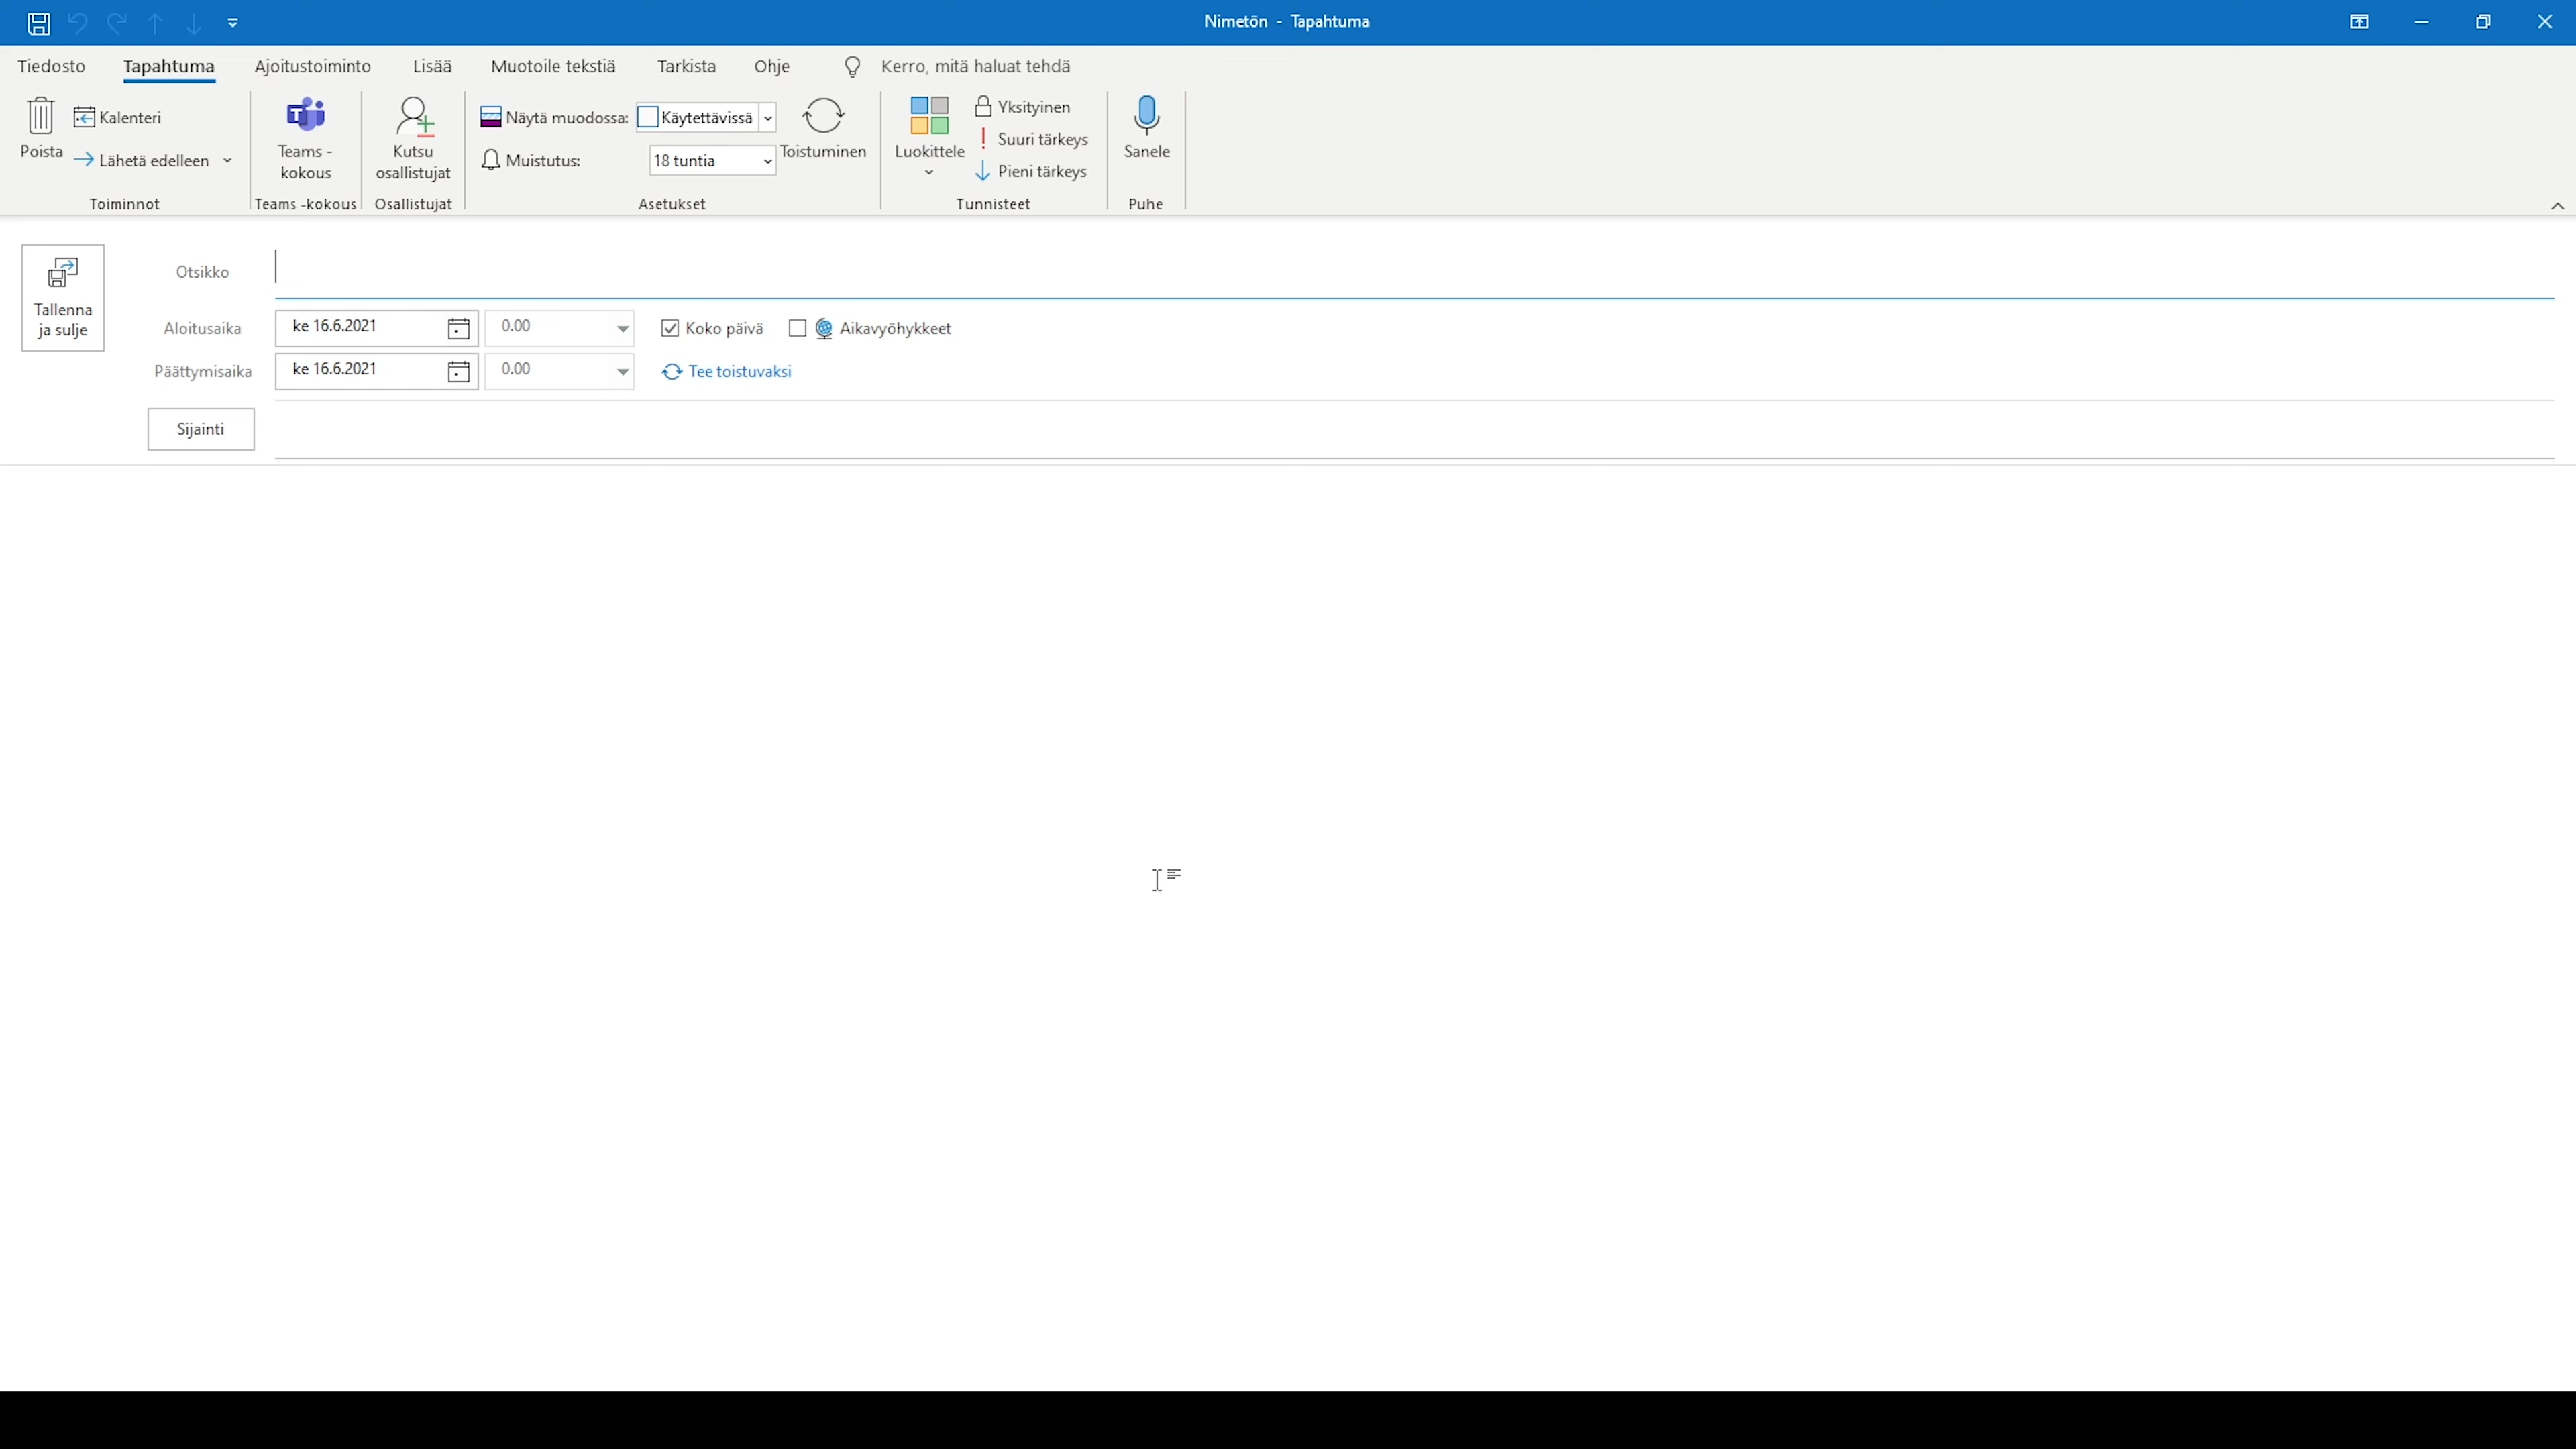 Nimetön - Tapahtuma
Tiedosto Tapahtuma Ajoitustoiminto Lisää Muotoile tekstiä Tarkista Ohje Kerro, mitä haluat tehdä
Poista
Kalenteri
Lähetä edelleen
Toiminnot
Teams -
kokous
Teams -kokous
Kutsu
osallistujat
Osallistujat
Näytä muodossa: Käytettävissä
Muistutus: 18 tuntia
Toistuminen
Asetukset
Luokittele
Yksityinen
Suuri tärkeys
Pieni tärkeys
Tunnisteet
Sanele
Puhe
Tallenna
ja sulje
Otsikko
Aloitusaika ke 16.6.2021 0.00 Koko päivä Aikavyöhykkeet
Päättymisaika ke 16.6.2021 0.00 Tee toistuvaksi
Sijainti